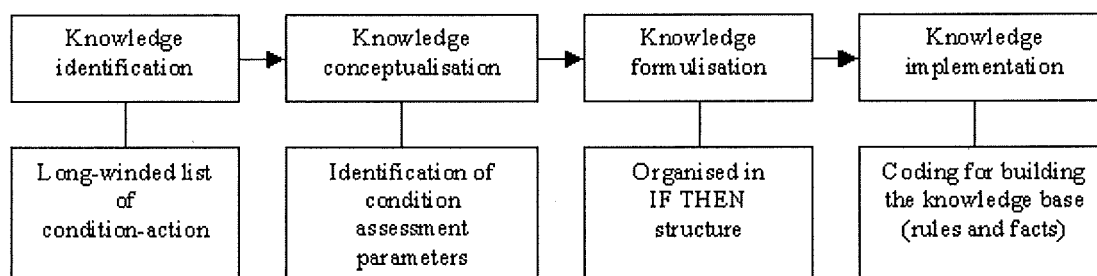 Knowledge
identification
Knowledge
conceptualisation
Knowledge
formulisation
Knowledge
implementation
Long-winded list
of
condition-action
Identification of
condition
assessment
parameters
Organised in
IF THEN
structure
Coding for building
the knowledge base
(rules and facts)